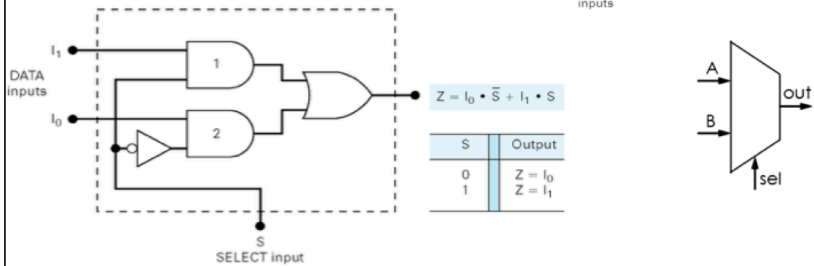 inputs
I₁
1
DATA
inputs
I₀
2
S
SELECT input
Z = I₀ • S̅ + I₁ • S
S Output
0 Z = I₀
1 Z = I₁
A
B
out
sel